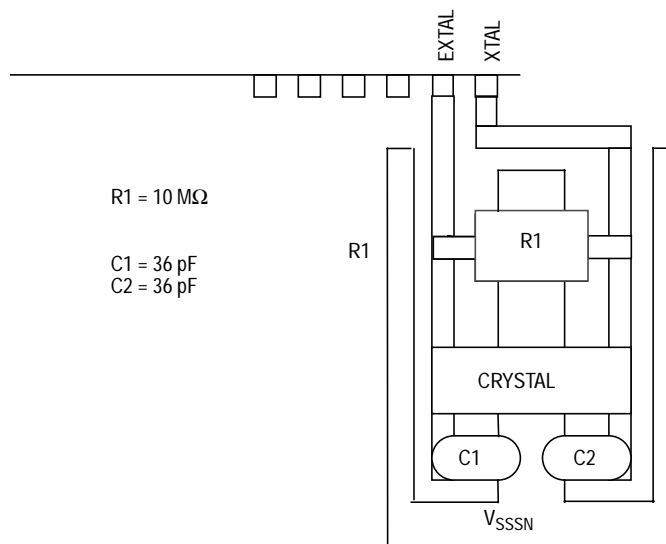 EXTAL
XTAL
R1 = 10 MΩ
R1
R1
C1 = 36 pF
C2 = 36 pF
CRYSTAL
C1
C2
VSSSN